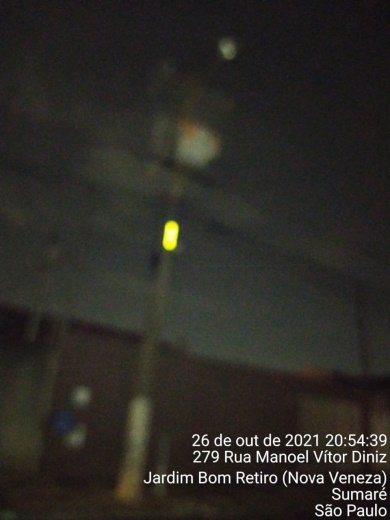 26 de out de 2021 20:54:39
279 Rua Manoel Vítor Diniz
Jardim Bom Retiro (Nova Veneza)
Sumaré
São Paulo